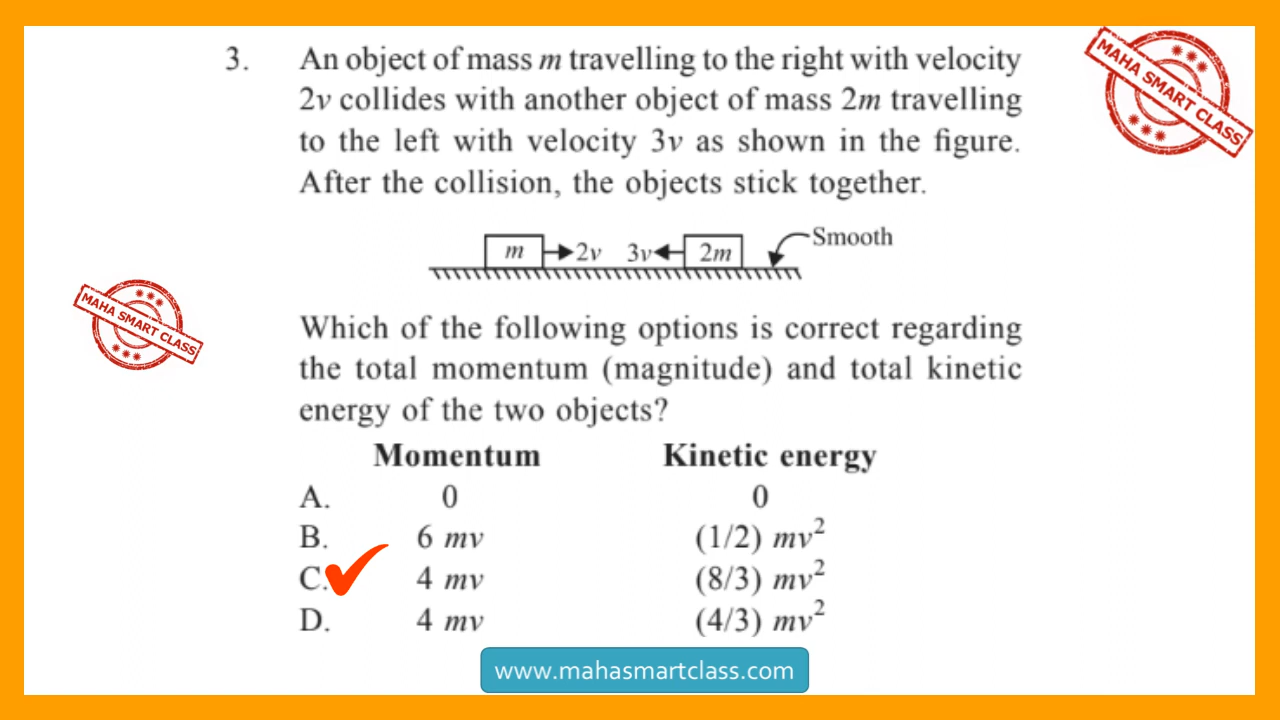 3. An object of mass m travelling to the right with velocity
2v collides with another object of mass 2m travelling
to the left with velocity 3v as shown in the figure.
After the collision, the objects stick together.
MAHA SMART CLASS
m 2v 3v 2m Smooth
MAHA SMART CLASS
Which of the following options is correct regarding
the total momentum (magnitude) and total kinetic
energy of the two objects?
Momentum Kinetic energy
A. 0 0
B. 6 mv (1/2) mv²
C. 4 mv (8/3) mv²
D. 4 mv (4/3) mv²
www.mahasmartclass.com